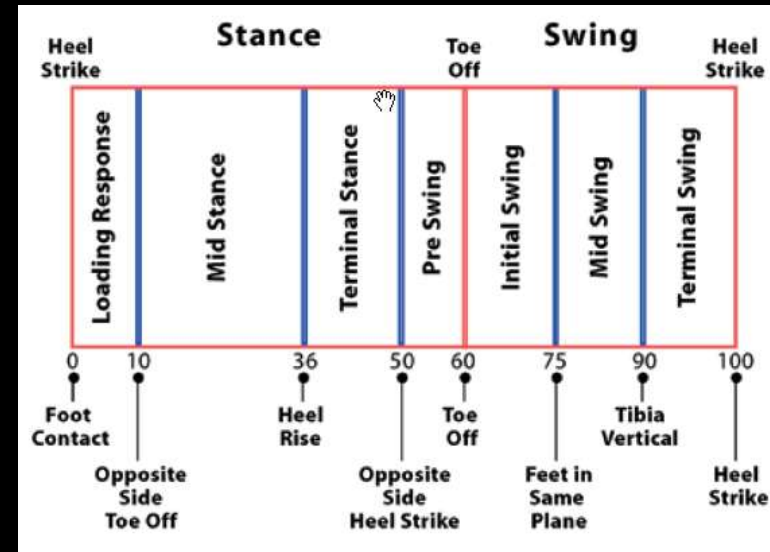 Stance
Swing
Heel
Strike
Toe
Off
Heel
Strike
Loading Response
Mid Stance
Terminal Stance
Pre Swing
Initial Swing
Mid Swing
Terminal Swing
0 10 36 50 60 75 90 100
Foot
Contact
Opposite
Side
Toe Off
Heel
Rise
Opposite
Side
Heel Strike
Toe
Off
Feet in
Same
Plane
Tibia
Vertical
Heel
Strike